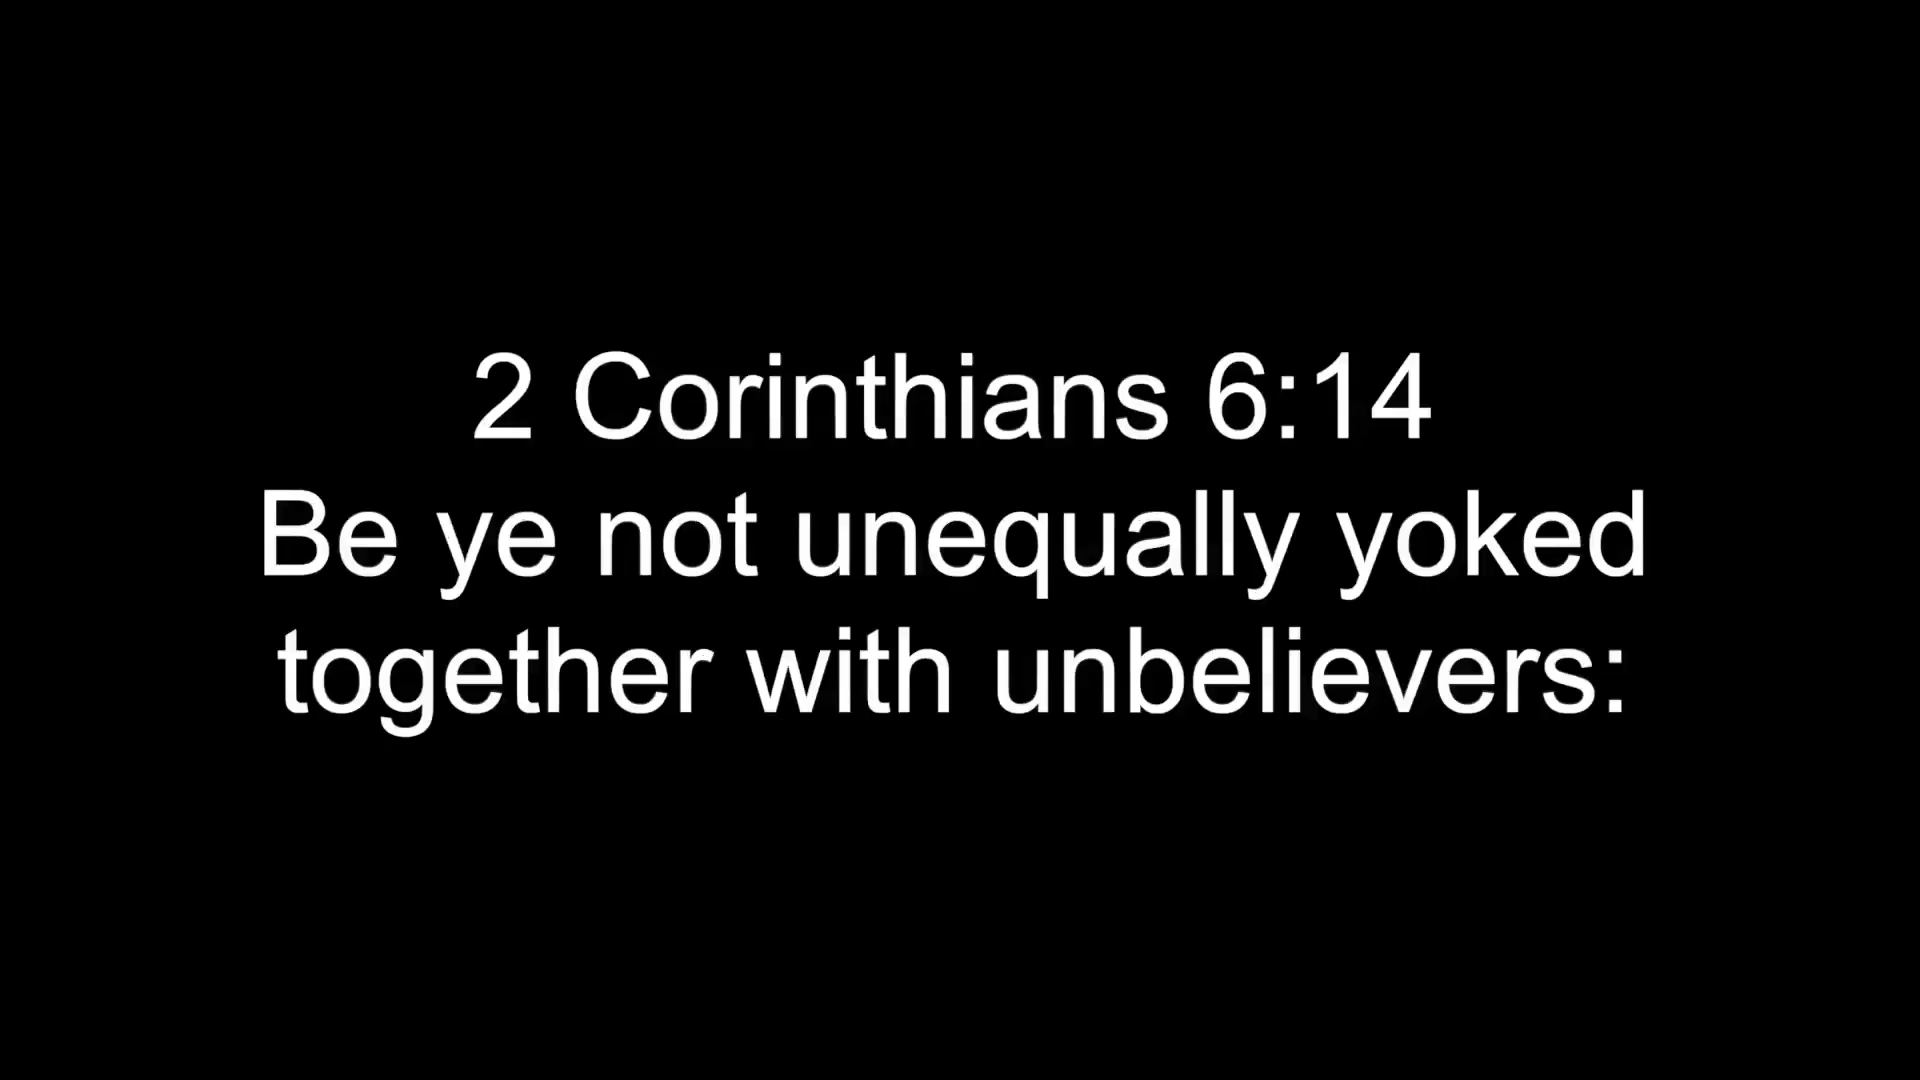 2 Corinthians 6:14
Be ye not unequally yoked
together with unbelievers: